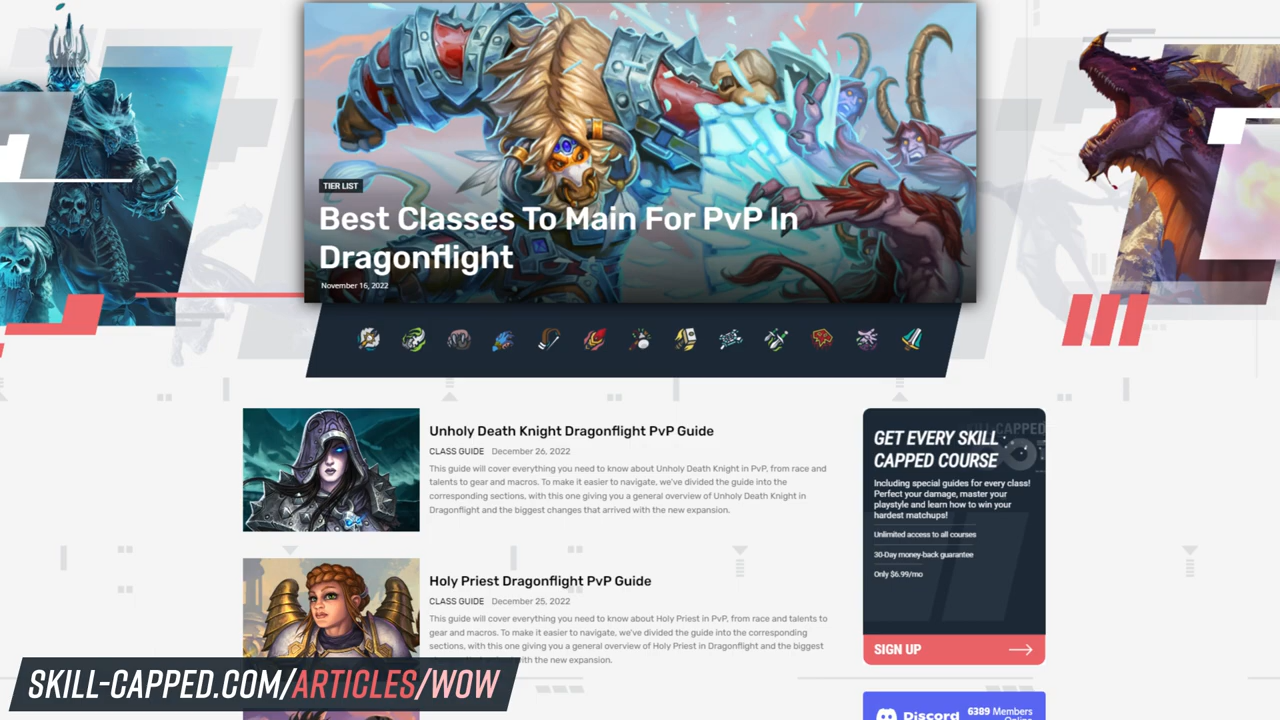 TIER LIST
Best Classes To Main For PvP In
Dragonflight
November 16, 2022
Unholy Death Knight Dragonflight PvP Guide
CLASS GUIDE December 26, 2022
This guide will cover everything you need to know about Unholy Death Knight in PvP, from race and
talents to gear and macros. To make it easier to navigate, we've divided the guide into the
corresponding sections, with this one giving you a general overview of Unholy Death Knight in
Dragonflight and the biggest changes that arrived with the new expansion.
Holy Priest Dragonflight PvP Guide
CLASS GUIDE December 25, 2022
This guide will cover everything you need to know about Holy Priest in PvP, from race and talents to
gear and macros. To make it easier to navigate, we've divided the guide into the corresponding
sections, with this one giving you a general overview of Holy Priest in Dragonflight and the biggest
with the new expansion.
GET EVERY SKILL
CAPPED COURSE
Including special guides for every class!
Perfect your damage, master your
playstyle and learn how to win your
hardest matchups!
Unlimited access to all courses
30-Day money-back guarantee
Only $6.99/mo
SIGN UP
Discord 6389 Members
Online
SKILL-CAPPED.COM/ARTICLES/WOW